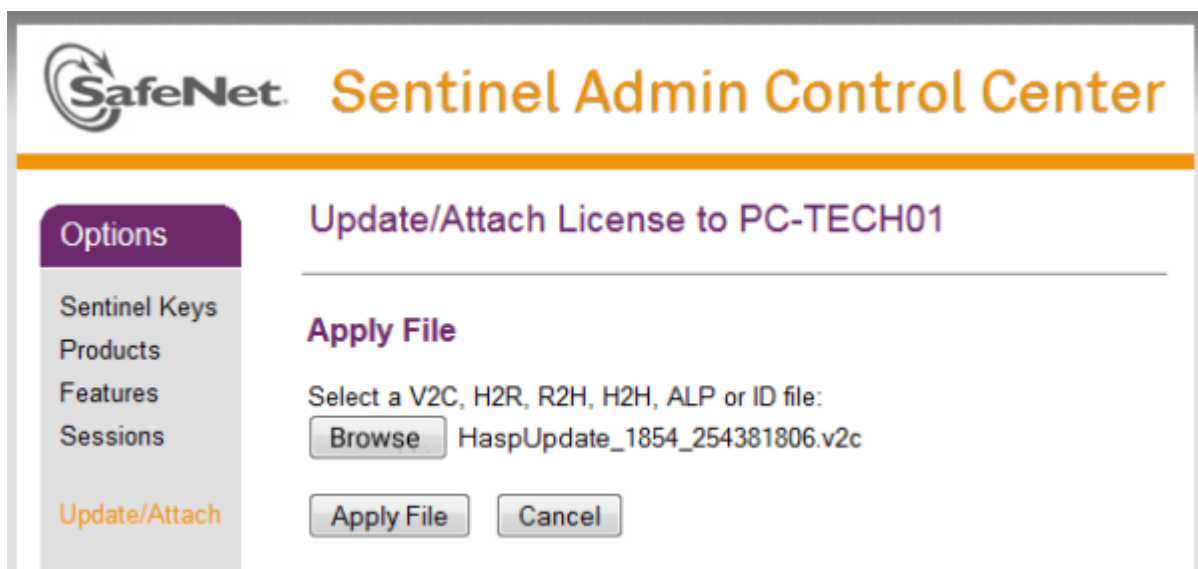 SafeNet. Sentinel Admin Control Center
Options
Sentinel Keys
Products
Features
Sessions
Update/Attach
Update/Attach License to PC-TECH01
Apply File
Select a V2C, H2R, R2H, H2H, ALP or ID file:
Browse HaspUpdate_1854_254381806.v2c
Apply File Cancel